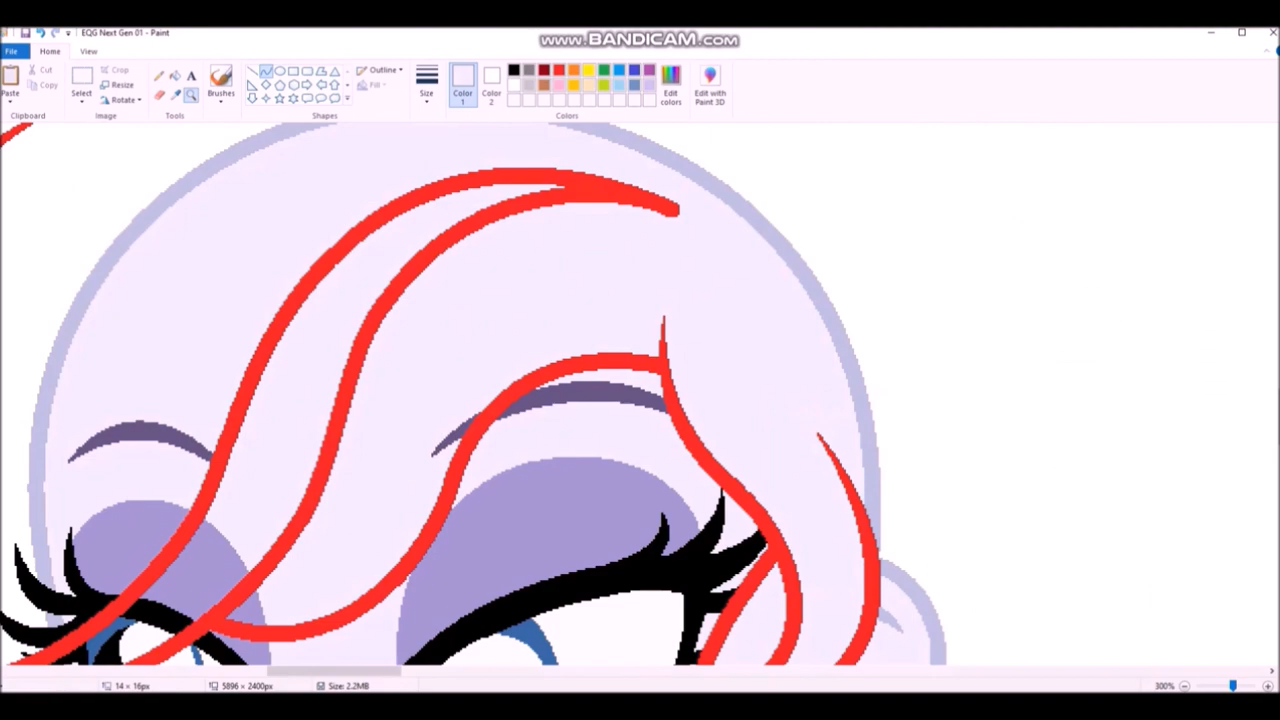 EQG Next Gen 01 - Paint
www.BANDICAM.com
File Home View
Cut Crop Outline
Copy Resize Fill
Paste Select Rotate Brushes Size Color 1 Color 2 Edit colors Edit with Paint 3D
Clipboard Image Tools Shapes Colors
14 × 16px 5896 × 2400px Size: 2.2MB 300%